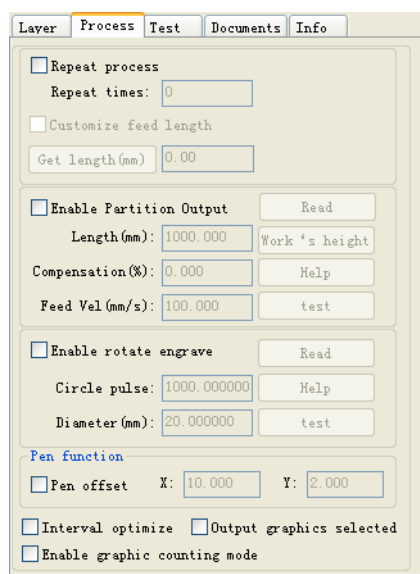 Layer Process Test Documents Info
Repeat process
Repeat times: 0
Customize feed length
Get length(mm) 0.00
Enable Partition Output Read
Length(mm): 1000.000 Work‘s height
Compensation(%): 0.000 Help
Feed Vel(mm/s): 100.000 test
Enable rotate engrave Read
Circle pulse: 1000.000000 Help
Diameter(mm): 20.000000 test
Pen function
Pen offset X: 10.000 Y: 2.000
Interval optimize Output graphics selected
Enable graphic counting mode